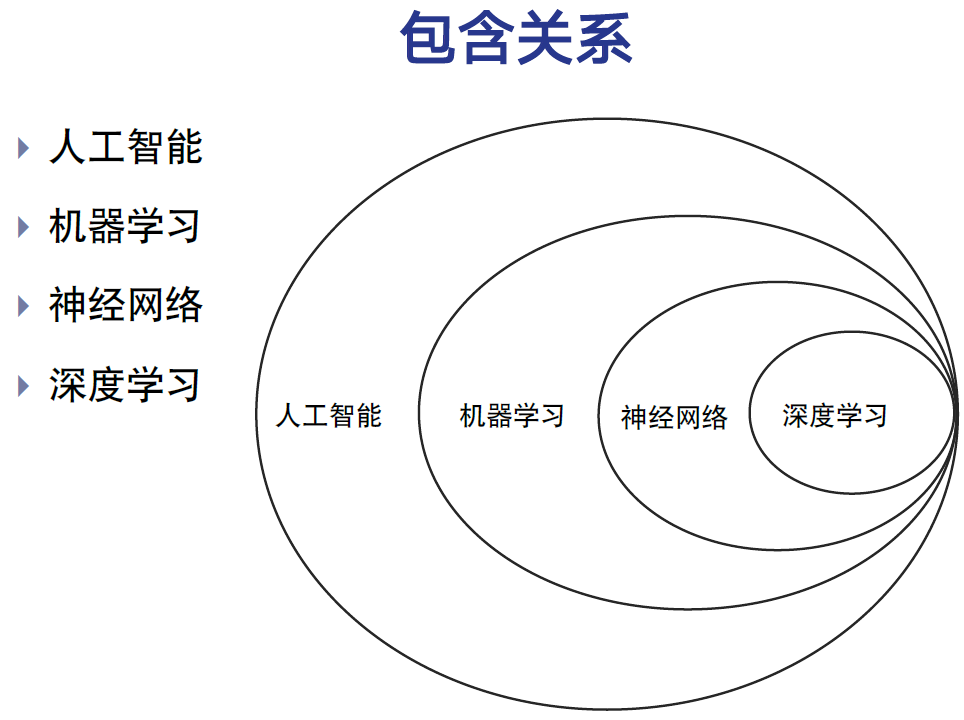 包含关系
人工智能
机器学习
神经网络
深度学习
人工智能
机器学习
神经网络
深度学习